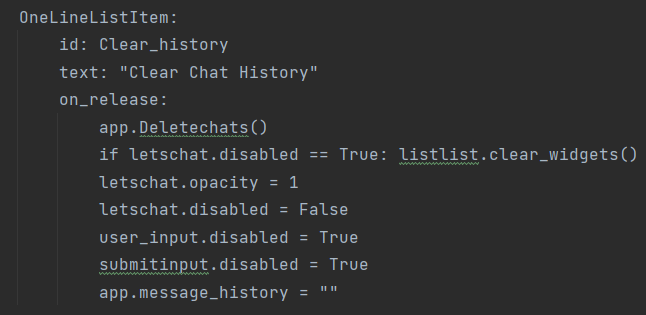 OneLineListItem:
id: Clear_history
text: "Clear Chat History"
on_release:
app.Deletechats()
if letschat.disabled == True: listlist.clear_widgets()
letschat.opacity = 1
letschat.disabled = False
user_input.disabled = True
submitinput.disabled = True
app.message_history = ""